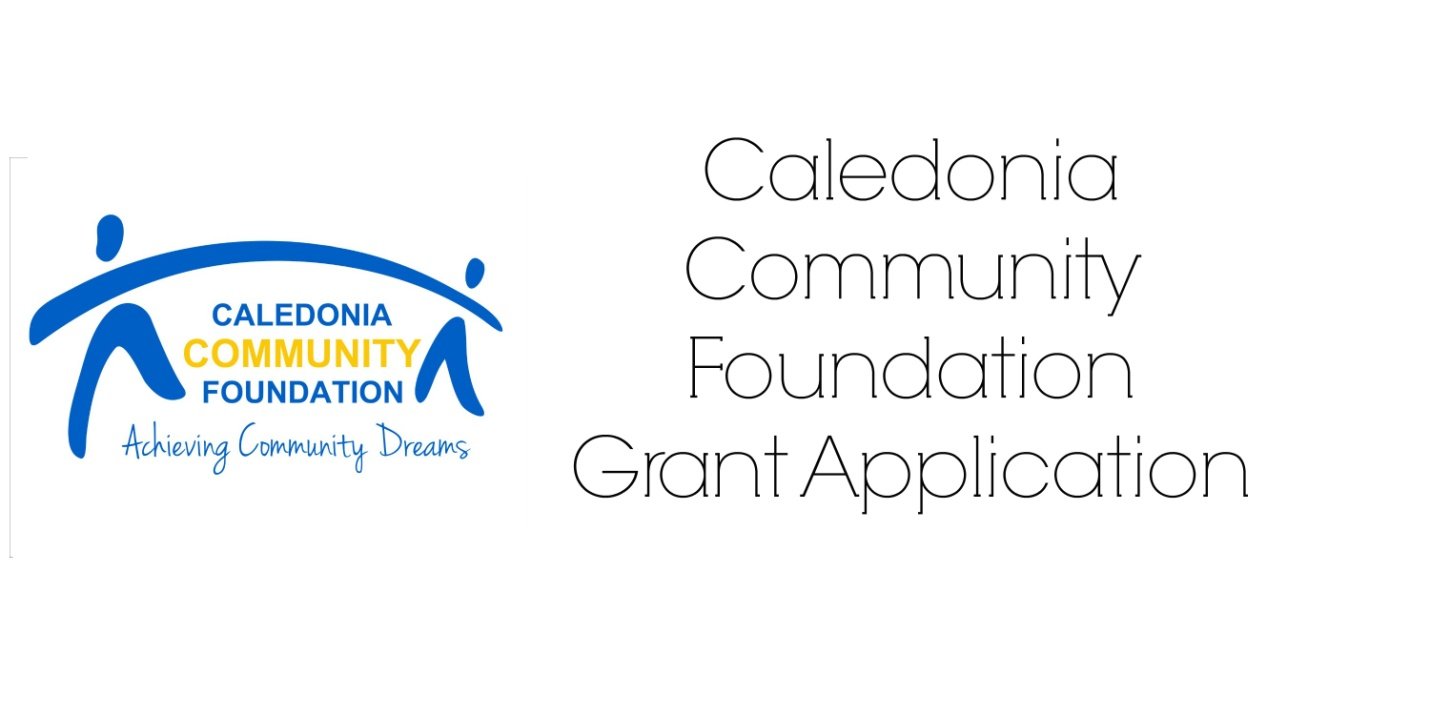 CALEDONIA
COMMUNITY
FOUNDATION
Achieving Community Dreams
Caledonia
Community
Foundation
Grant Application